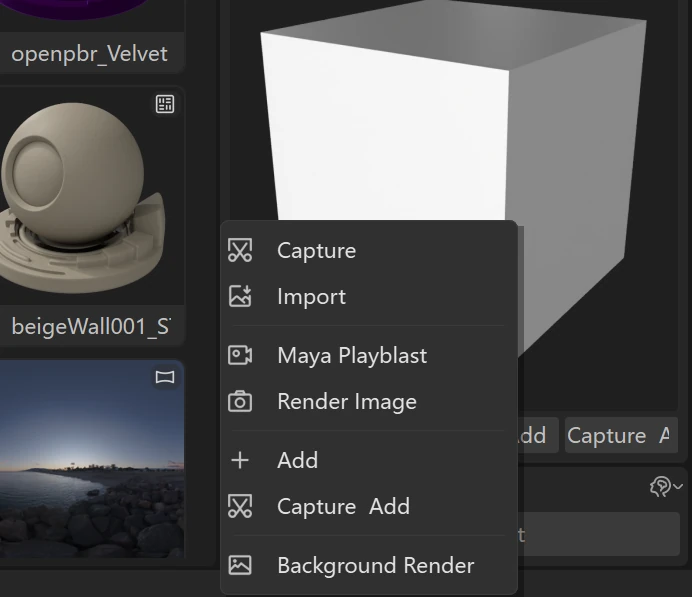 openpbr_Velvet
beigeWall001_S
Capture
Import
Maya Playblast
Render Image
Add
Capture Add
Background Render
Capture